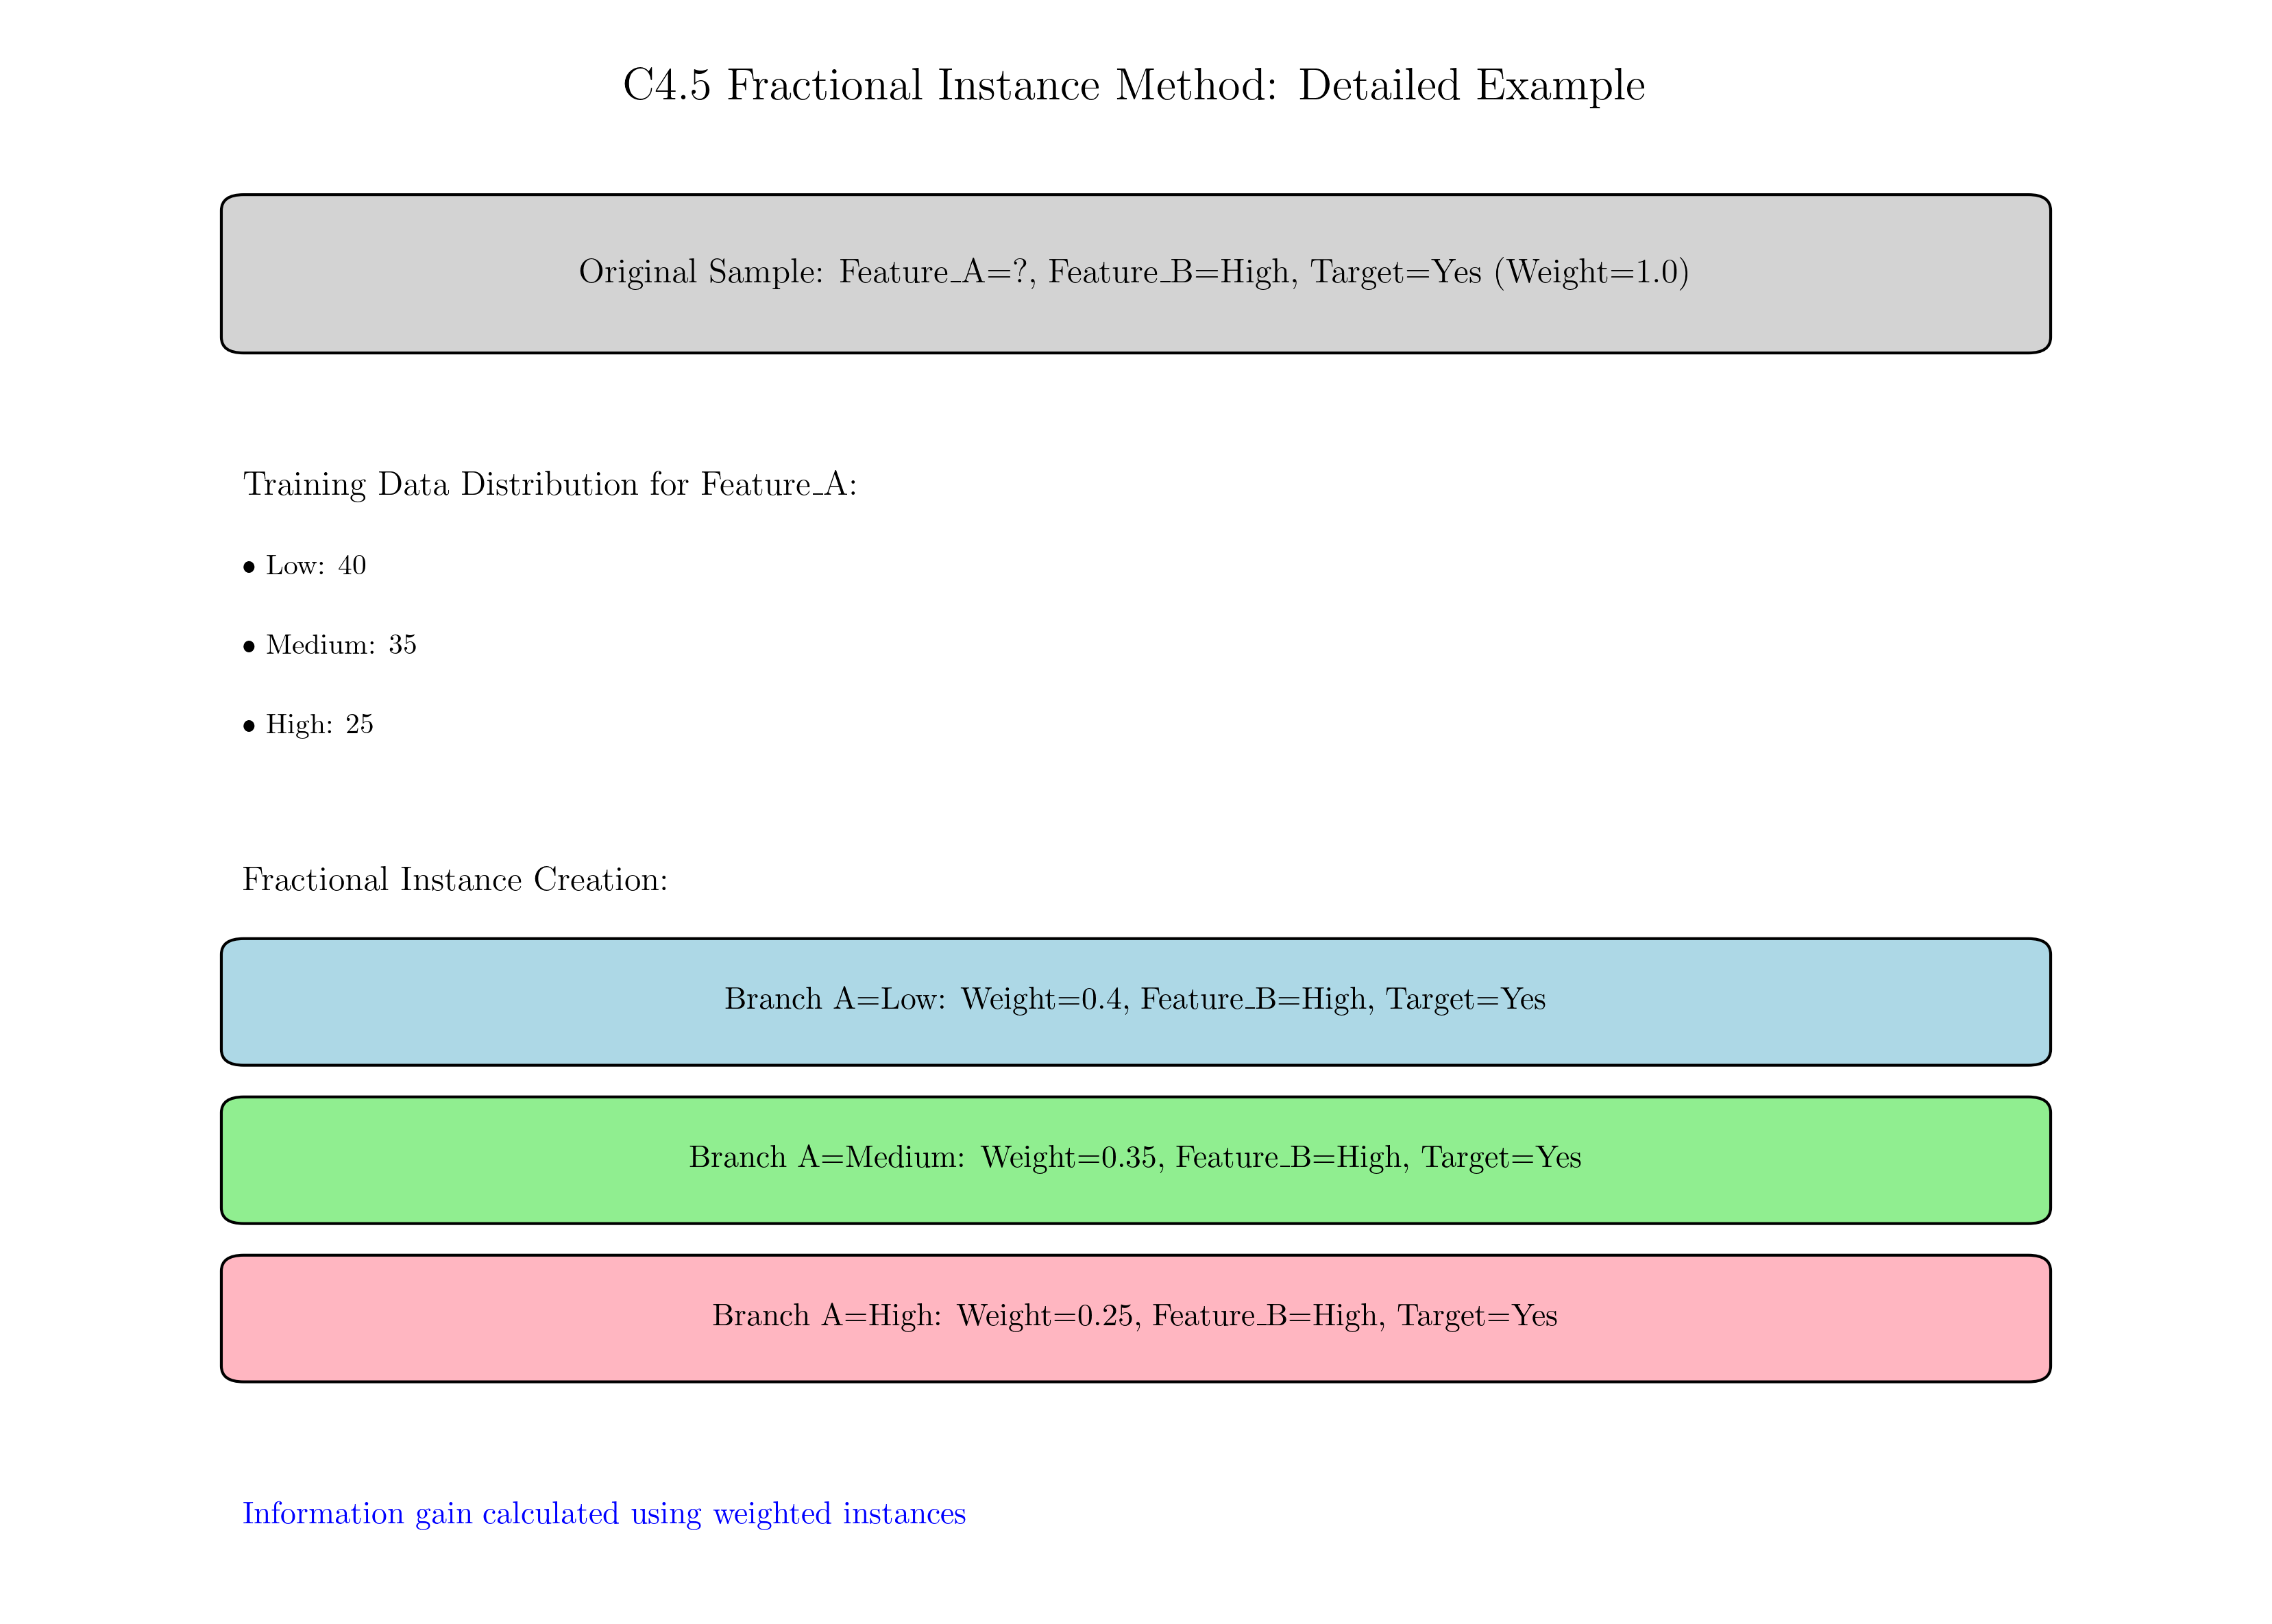 C4.5 Fractional Instance Method: Detailed Example
Original Sample: Feature_A=?, Feature_B=High, Target=Yes (Weight=1.0)
Training Data Distribution for Feature_A:
• Low: 40
• Medium: 35
• High: 25
Fractional Instance Creation:
Branch A=Low: Weight=0.4, Feature_B=High, Target=Yes
Branch A=Medium: Weight=0.35, Feature_B=High, Target=Yes
Branch A=High: Weight=0.25, Feature_B=High, Target=Yes
Information gain calculated using weighted instances